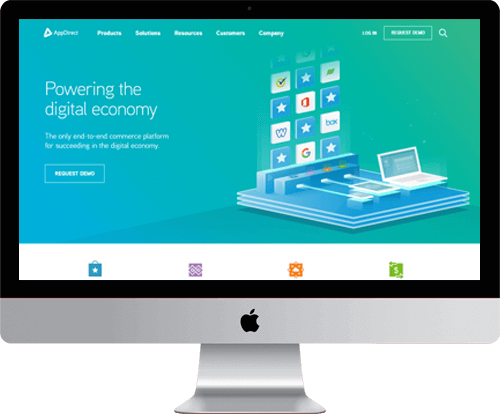 AppDirect Products Solutions Resources Customers Company LOG IN REQUEST DEMO
Powering the
digital economy
The only end-to-end commerce platform
for succeeding in the digital economy.
REQUEST DEMO
box
G